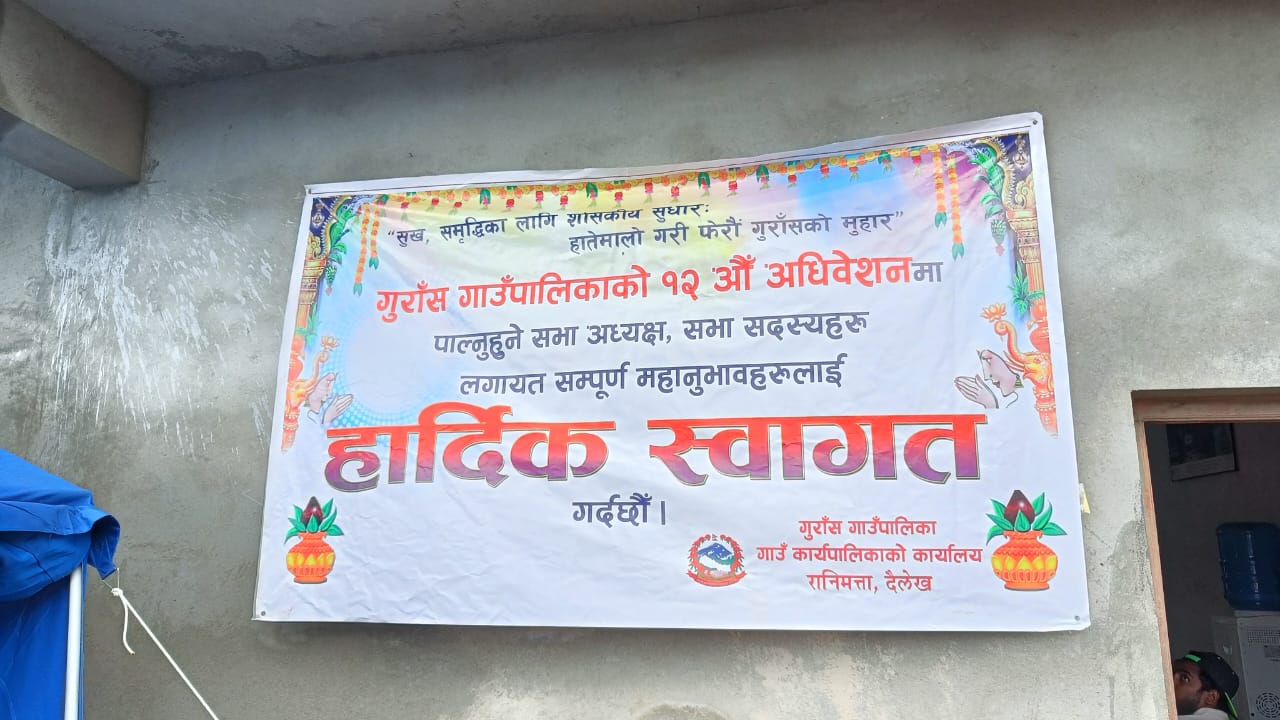 “सुख, समृद्धिका लागि शासकीय सुधारः
हातेमालो गरी फेरौं गुराँसको मुहार”
गुराँस गाउँपालिकाको १२ औँ अधिवेशनमा
पाल्नुहुने सभा अध्यक्ष, सभा सदस्यहरू
लगायत सम्पूर्ण महानुभावहरूलाई
हार्दिक स्वागत
गर्दछौँ।
गुराँस गाउँपालिका
गाउँ कार्यपालिकाको कार्यालय
रानिमत्ता, दैलेख